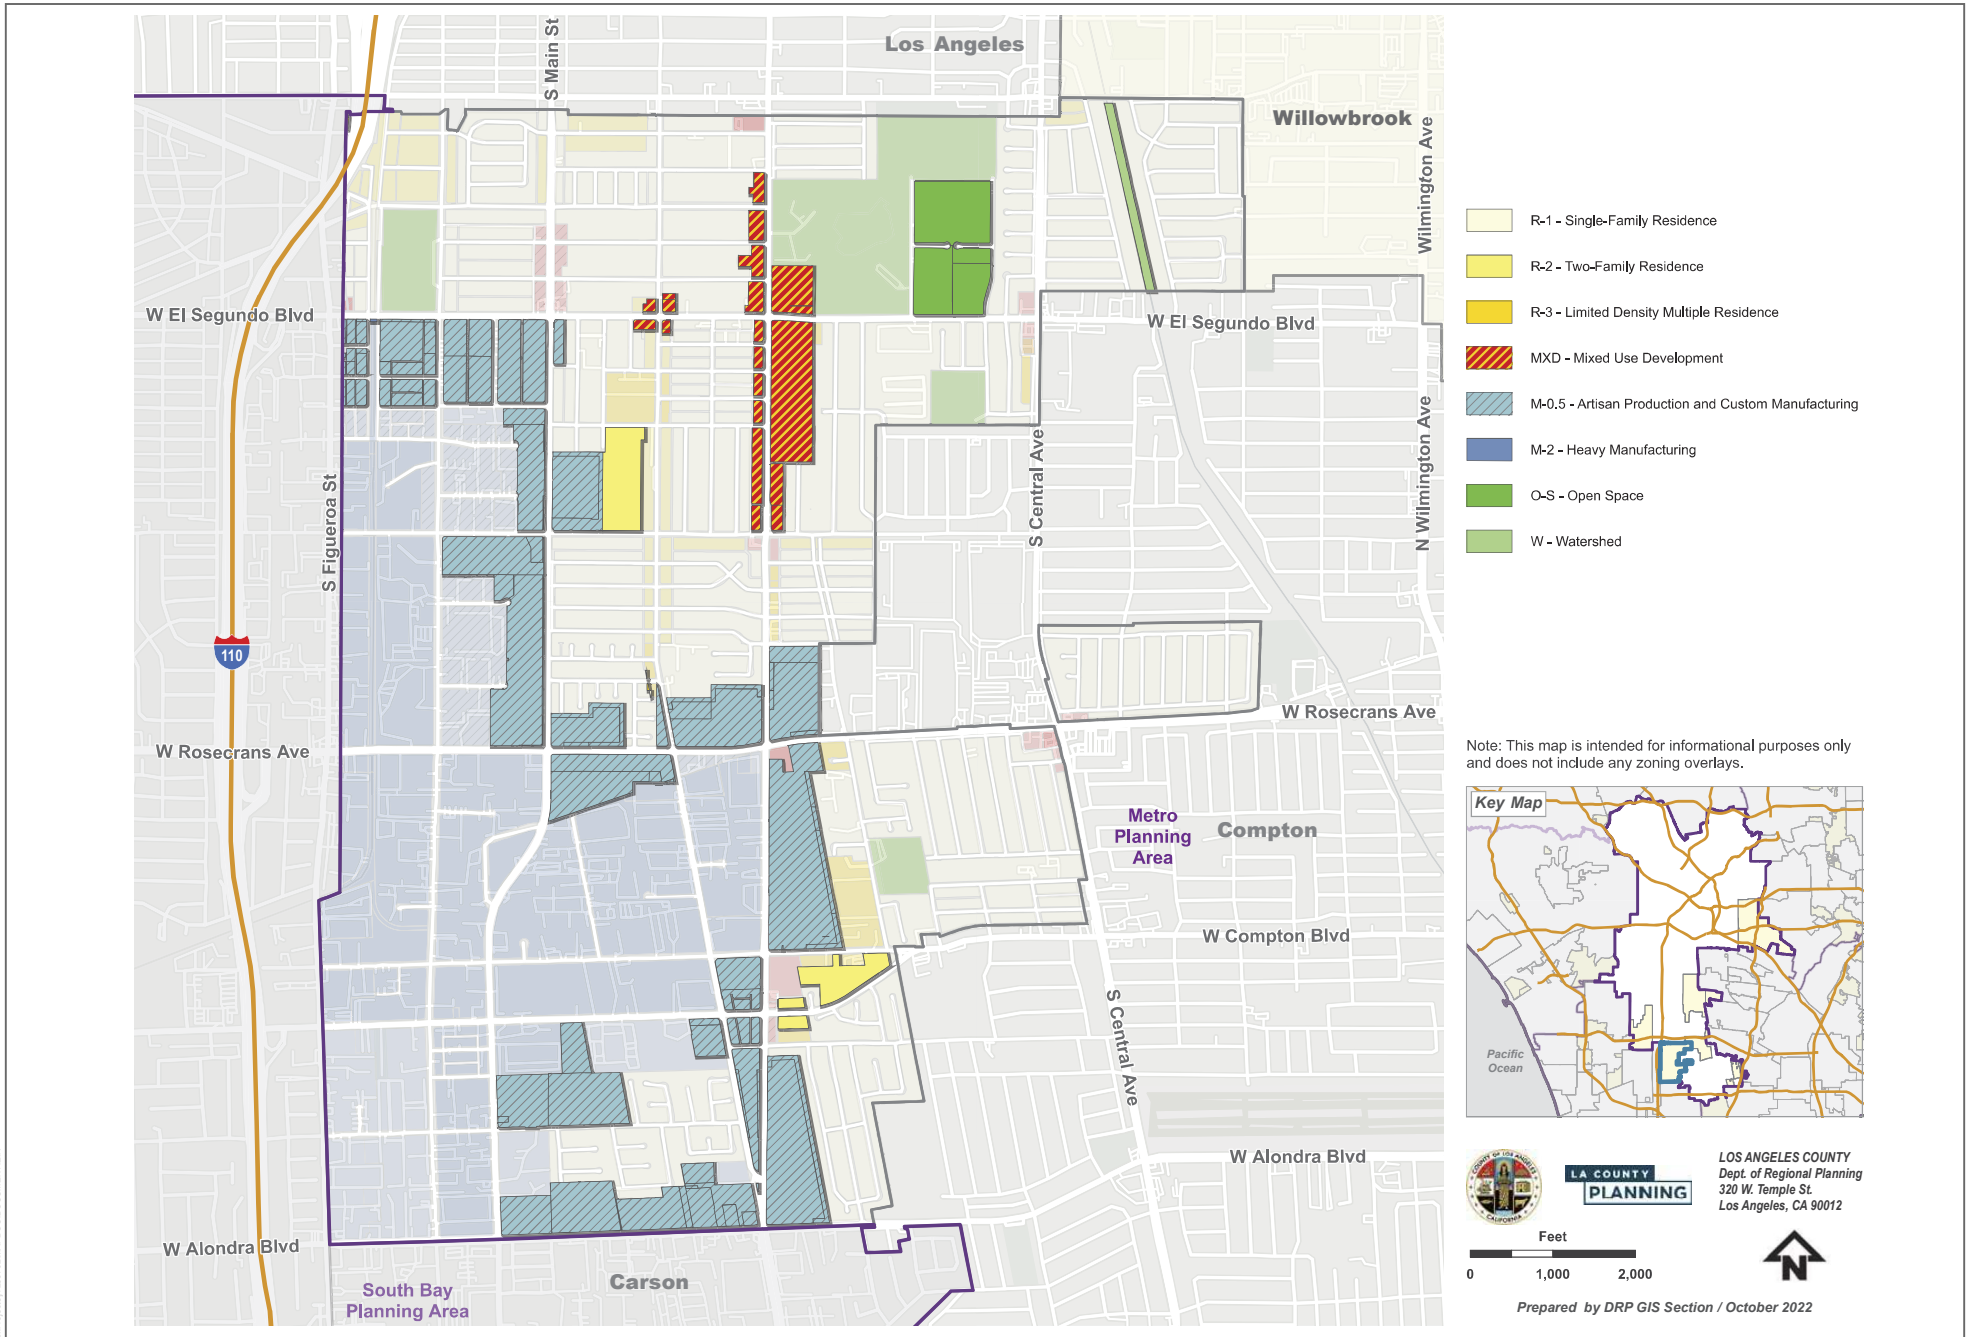 Los Angeles
S Main St
Willowbrook
Wilmington Ave
W El Segundo Blvd
W El Segundo Blvd
S Figueroa St
S Central Ave
N Wilmington Ave
110
W Rosecrans Ave
W Rosecrans Ave
Metro
Planning
Area
Compton
W Compton Blvd
S Central Ave
W Alondra Blvd
W Alondra Blvd
South Bay
Planning Area
Carson
R-1 - Single-Family Residence
R-2 - Two-Family Residence
R-3 - Limited Density Multiple Residence
MXD - Mixed Use Development
M-0.5 - Artisan Production and Custom Manufacturing
M-2 - Heavy Manufacturing
O-S - Open Space
W - Watershed
Note: This map is intended for informational purposes only
and does not include any zoning overlays.
Key Map
Pacific
Ocean
COUNTY OF LOS ANGELES
CALIFORNIA
LA COUNTY
PLANNING
LOS ANGELES COUNTY
Dept. of Regional Planning
320 W. Temple St.
Los Angeles, CA 90012
Feet
0 1,000 2,000
N
Prepared by DRP GIS Section / October 2022